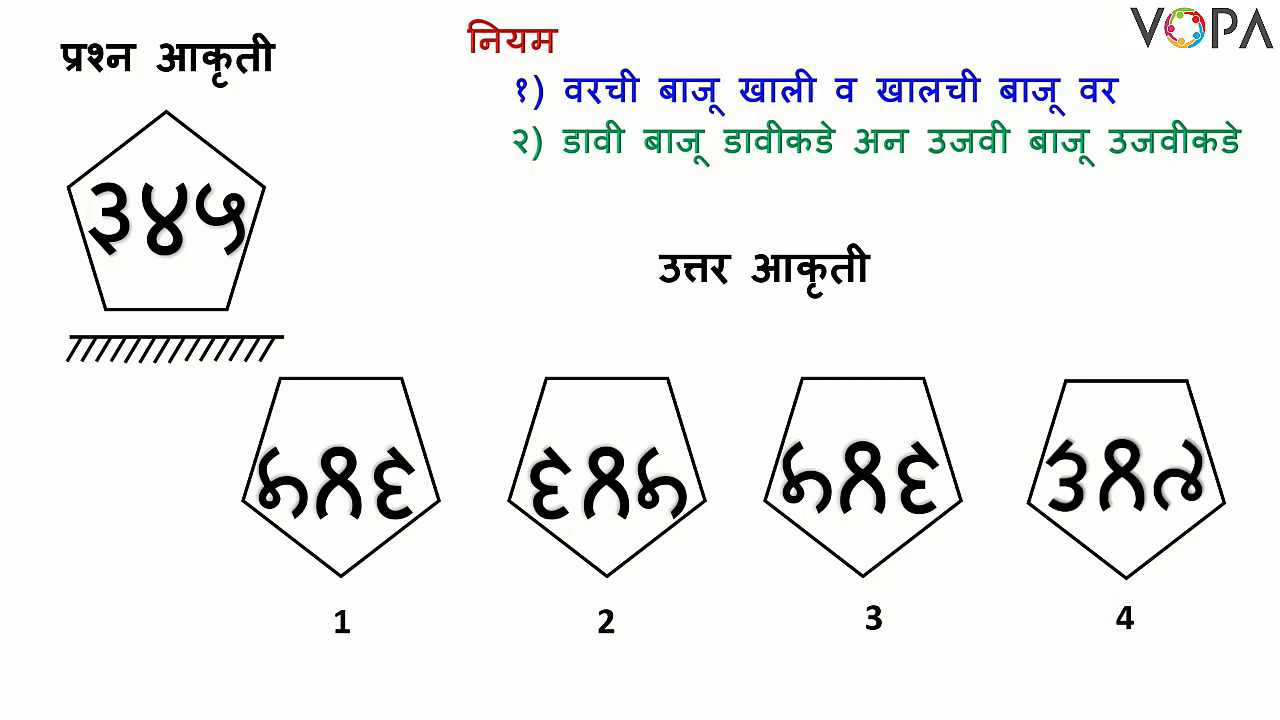 VOPA
प्रश्न आकृती
नियम
१) वरची बाजू खाली व खालची बाजू वर
२) डावी बाजू डावीकडे अन उजवी बाजू उजवीकडे
३४५
उत्तर आकृती
1
2
3
4